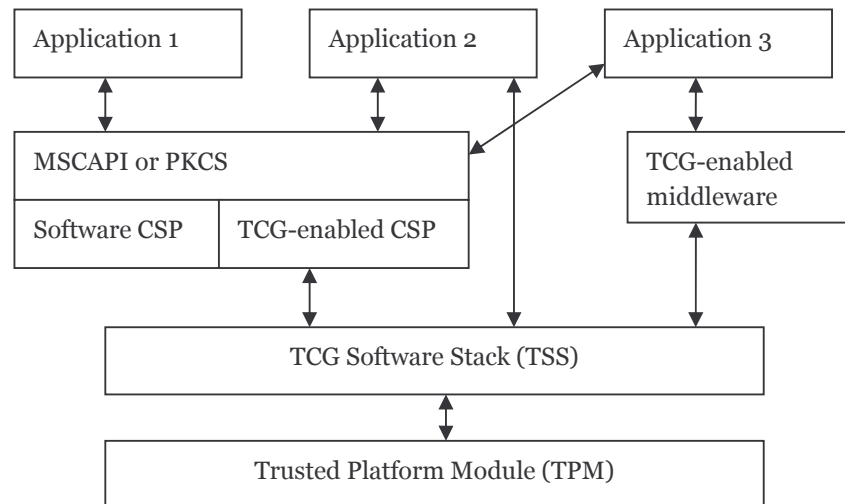 Application 1
Application 2
Application 3
MSCAPI or PKCS
TCG-enabled
middleware
Software CSP
TCG-enabled CSP
TCG Software Stack (TSS)
Trusted Platform Module (TPM)